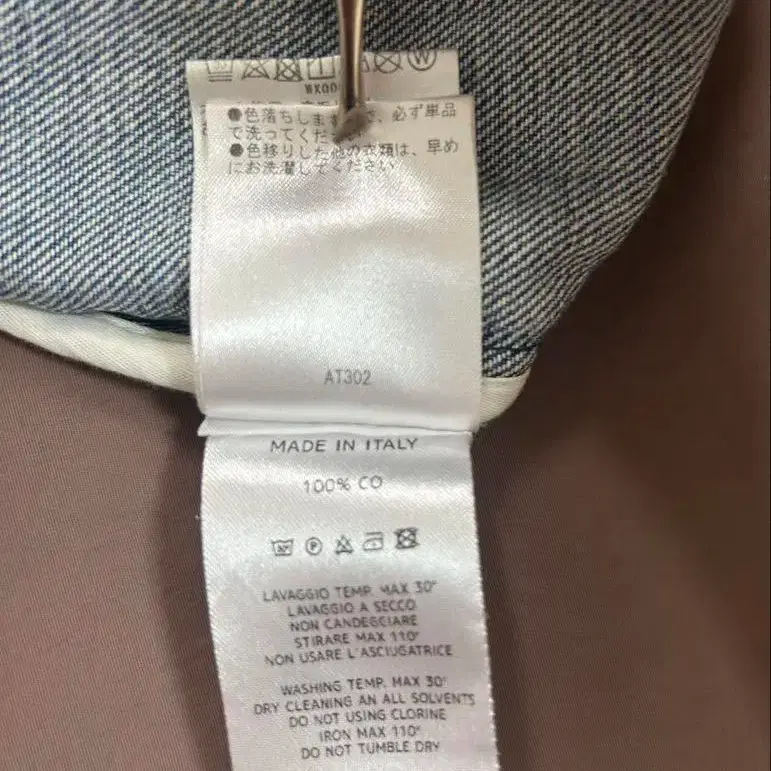 ●色落ちします 、必ず単品
で洗ってくだ
●色移りした他の衣類は、早め
にお洗濯してください
AT302
MADE IN ITALY
100% CO
30° P
LAVAGGIO TEMP. MAX 30°
LAVAGGIO A SECCO
NON CANDEGGIARE
STIRARE MAX 110°
NON USARE L'ASCIUGATRICE
WASHING TEMP. MAX 30°
DRY CLEANING AN ALL SOLVENTS
DO NOT USING CLORINE
IRON MAX 110°
DO NOT TUMBLE DRY